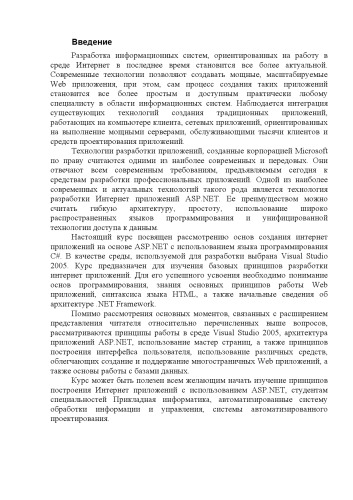 Введение
Разработка информационных систем, ориентированных на работу в
среде Интернет в последнее время становится все более актуальной.
Современные технологии позволяют создавать мощные, масштабируемые
Web приложения, при этом, сам процесс создания таких приложений
становится все более простым и доступным практически любому
специалисту в области информационных систем. Наблюдается интеграция
существующих технологий создания традиционных приложений,
работающих на компьютере клиента, сетевых приложений, ориентированных
на выполнение мощными серверами, обслуживающими тысячи клиентов и
средств проектирования приложений.
Технологии разработки приложений, созданные корпорацией Microsoft
по праву считаются одними из наиболее современных и передовых. Они
отвечают всем современным требованиям, предъявляемым сегодня к
средствам разработки профессиональных приложений. Одной из наиболее
современных и актуальных технологий такого рода является технология
разработки Интернет приложений ASP.NET. Ее преимуществом можно
считать гибкую архитектуру, простоту, использование широко
распространенных языков программирования и унифицированной
технологии доступа к данным.
Настоящий курс посвящен рассмотрению основ создания интернет
приложений на основе ASP.NET с использованием языка программирования
C#. В качестве среды, используемой для разработки выбрана Visual Studio
2005. Курс предназначен для изучения базовых принципов разработки
интернет приложений. Для его успешного усвоения необходимо понимание
основ программирования, знания основных принципов работы Web
приложений, синтаксиса языка HTML, а также начальные сведения об
архитектуре .NET Framework.
Помимо рассмотрения основных моментов, связанных с расширением
представления читателя относительно перечисленных выше вопросов,
рассматриваются принципы работы в среде Visual Studio 2005, архитектура
приложений ASP.NET, использование мастер страниц, а также принципов
построения интерфейса пользователя, использование различных средств,
облегчающих создание и поддержание многостраничных Web приложений, а
также основы работы с базами данных.
Курс может быть полезен всем желающим начать изучение принципов
построения Интернет приложений с использованием ASP.NET, студентам
специальностей Прикладная информатика, автоматизированные систему
обработки информации и управления, системы автоматизированного
проектирования.